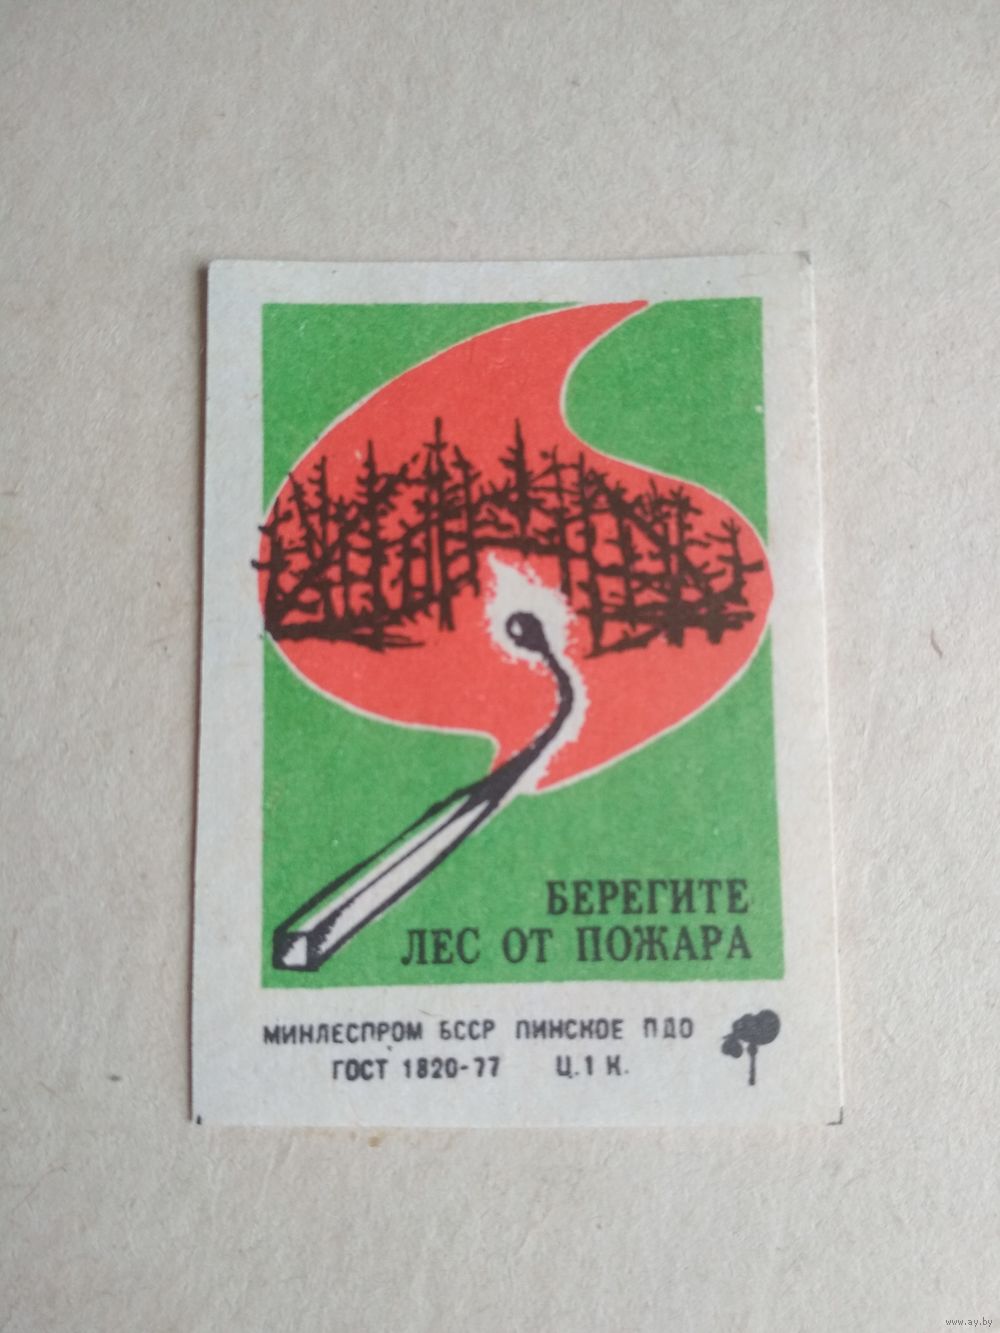 БЕРЕГИТЕ
ЛЕС ОТ ПОЖАРА
МИНЛЕСПРОМ БССР ПИНСКОЕ ПДО
ГОСТ 1820-77 Ц.1 К.
www.ay.by